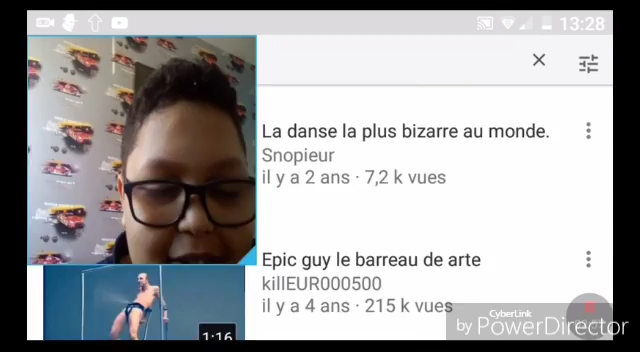 13:28
La danse la plus bizarre au monde.
Snopieur
il y a 2 ans · 7,2 k vues
Epic guy le barreau de arte
killEUR000500
il y a 4 ans · 215 k vues
1:16
CyberLink
by PowerDirector